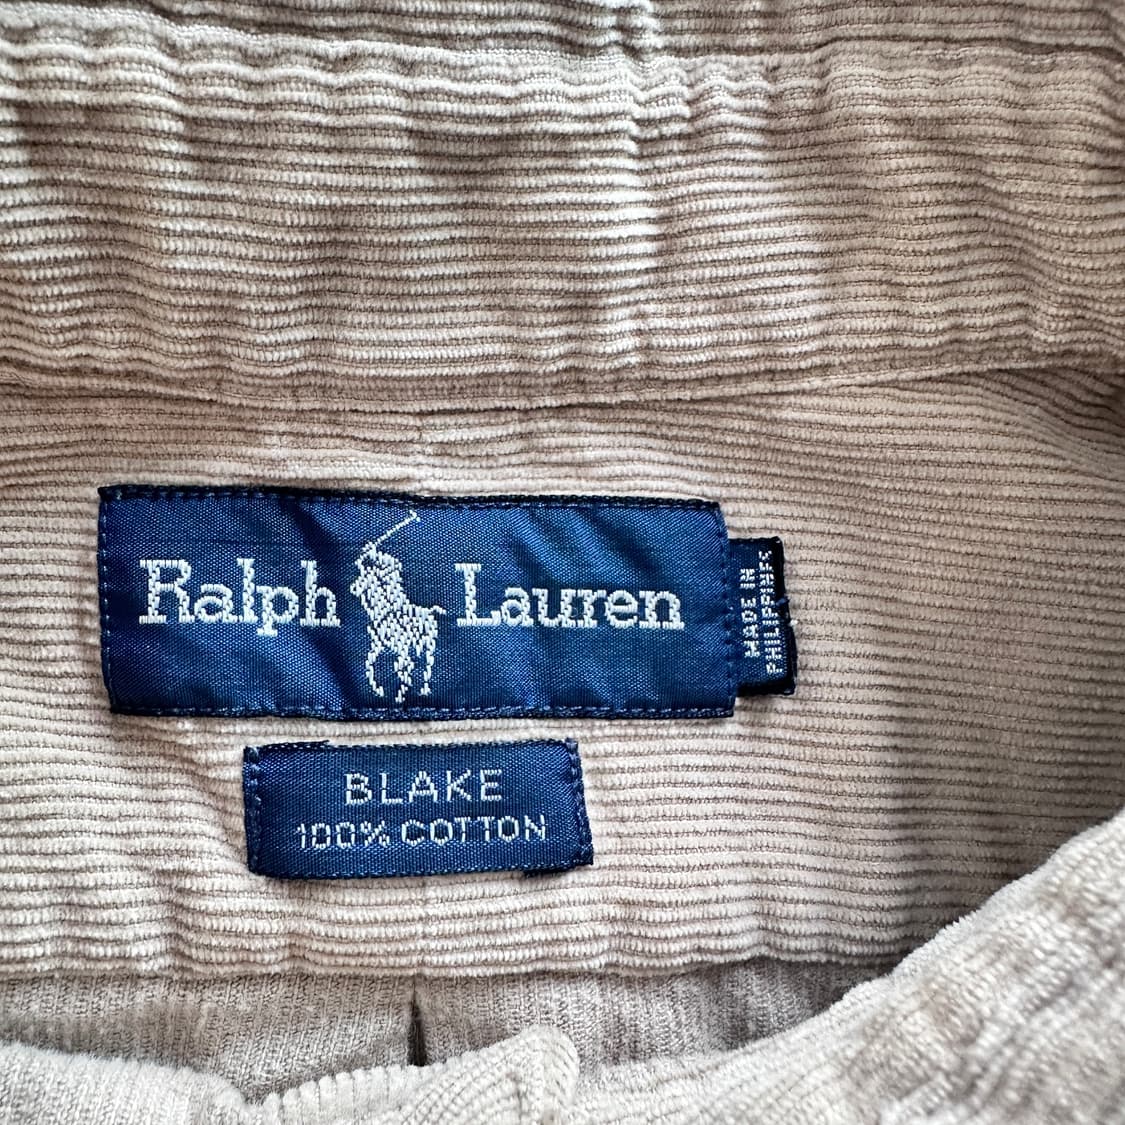 Ralph Lauren
MADE IN
PHILIPPINES
BLAKE
100% COTTON